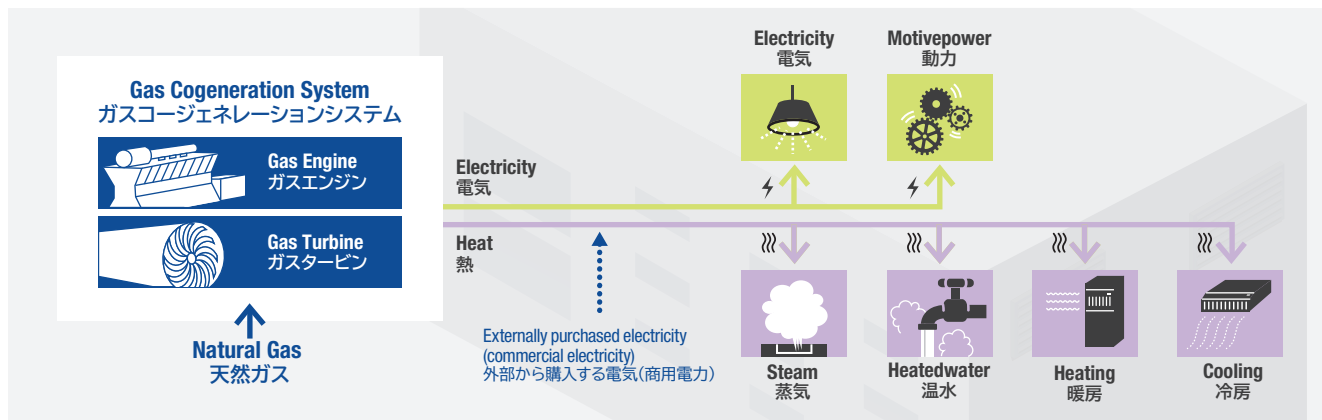 Gas Cogeneration System
ガスコージェネレーションシステム
Gas Engine
ガスエンジン
Gas Turbine
ガスタービン
Natural Gas
天然ガス
Electricity
電気
Heat
熱
Externally purchased electricity
(commercial electricity)
外部から購入する電気(商用電力)
Electricity
電気
Motivepower
動力
Steam
蒸気
Heatedwater
温水
Heating
暖房
Cooling
冷房